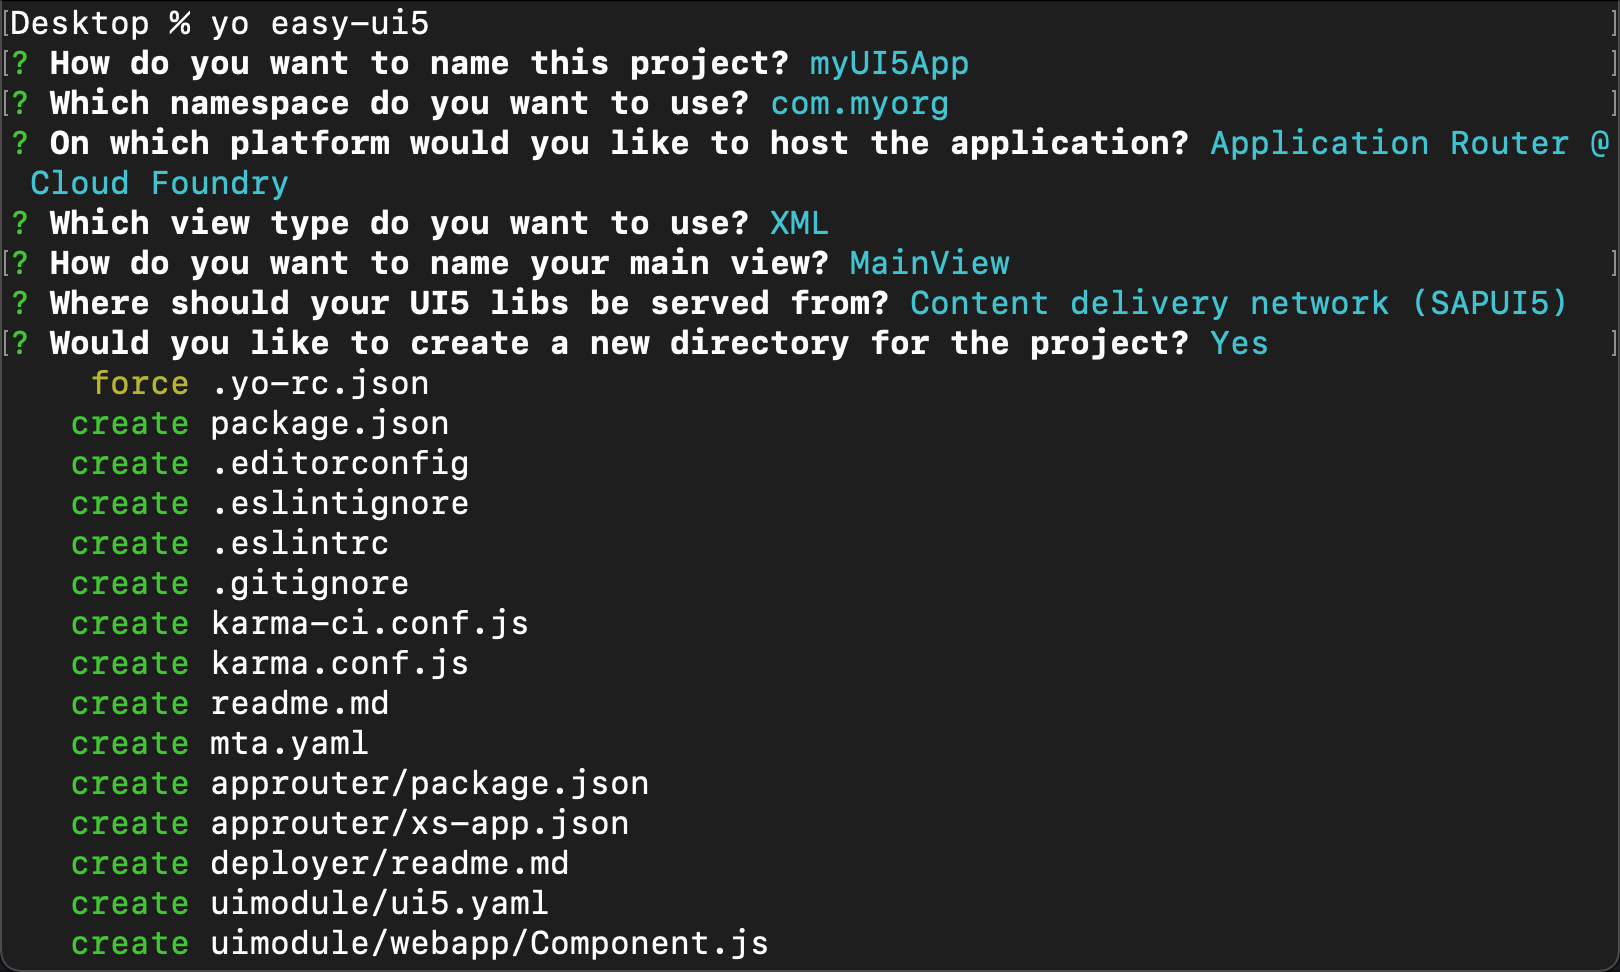 [Desktop % yo easy-ui5 ]
[? How do you want to name this project? myUI5App ]
[? Which namespace do you want to use? com.myorg ]
? On which platform would you like to host the application? Application Router @
Cloud Foundry
? Which view type do you want to use? XML
[? How do you want to name your main view? MainView ]
? Where should your UI5 libs be served from? Content delivery network (SAPUI5)
[? Would you like to create a new directory for the project? Yes ]
force .yo-rc.json
create package.json
create .editorconfig
create .eslintignore
create .eslintrc
create .gitignore
create karma-ci.conf.js
create karma.conf.js
create readme.md
create mta.yaml
create approuter/package.json
create approuter/xs-app.json
create deployer/readme.md
create uimodule/ui5.yaml
create uimodule/webapp/Component.js